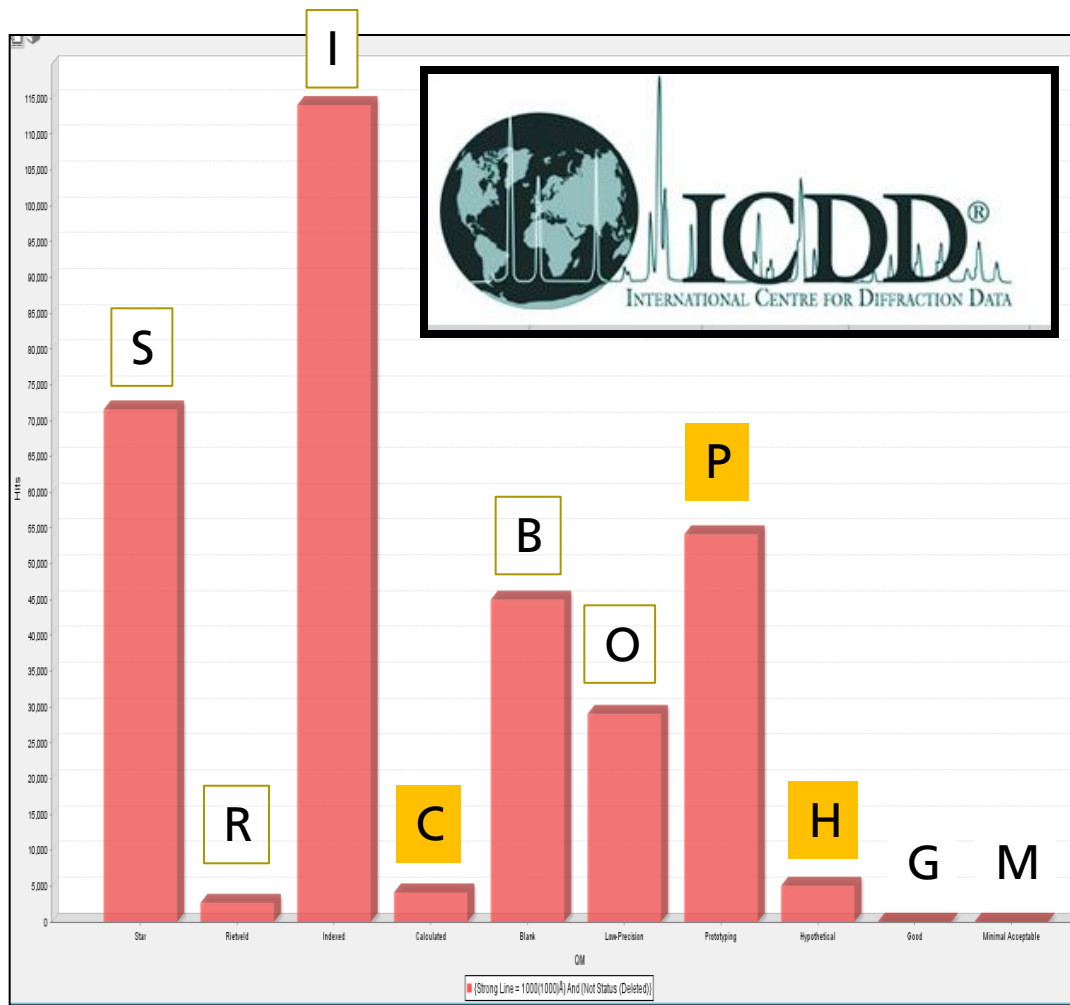 I
ICDD®
INTERNATIONAL CENTRE FOR DIFFRACTION DATA
S
P
B
O
R
C
H
G
M
Hits
115,000
110,000
105,000
100,000
95,000
90,000
85,000
80,000
75,000
70,000
65,000
60,000
55,000
50,000
45,000
40,000
35,000
30,000
25,000
20,000
15,000
10,000
5,000
0
Star Rietveld Indexed Calculated Blank Low-Precision Prototyping Hypothetical Good Minimal Acceptable
QM
{Strong Line = 1000(1000)Å} And {Not Status (Deleted)}